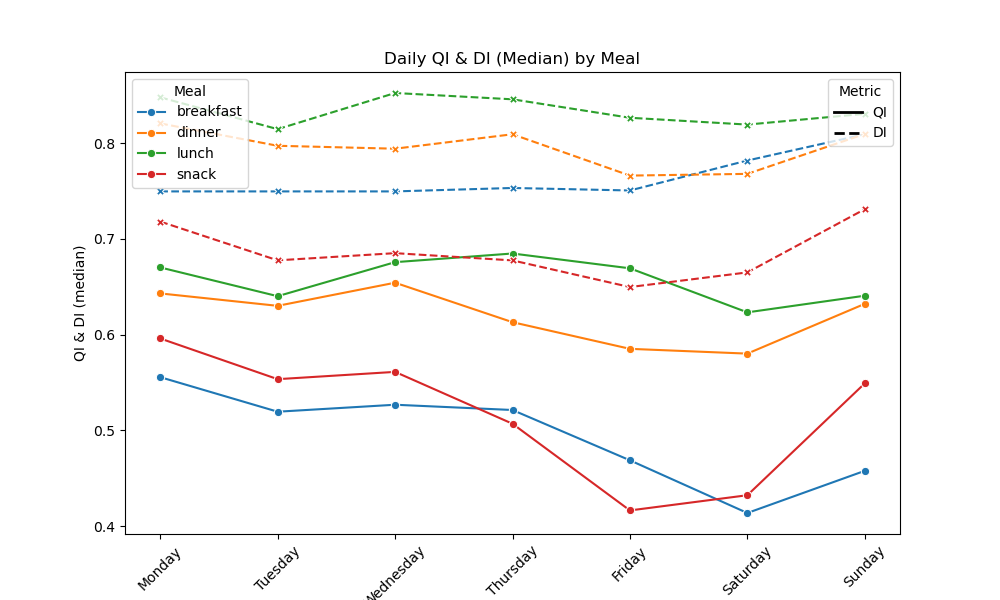 Daily QI & DI (Median) by Meal
Meal
breakfast
dinner
lunch
snack
Metric
QI
DI
QI & DI (median)
0.8
0.7
0.6
0.5
0.4
Monday
Tuesday
Wednesday
Thursday
Friday
Saturday
Sunday